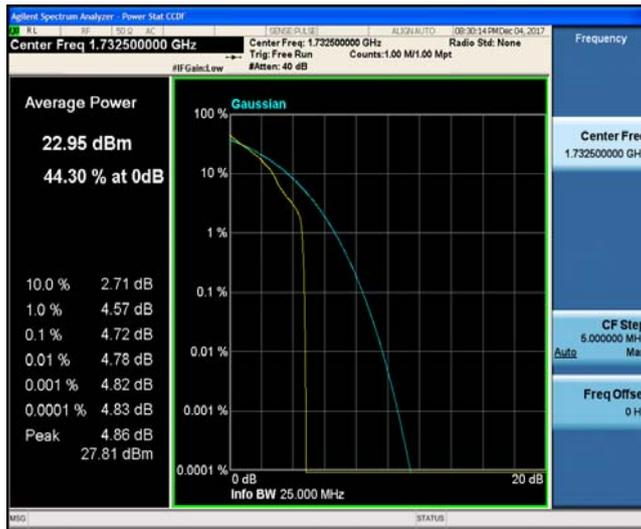 Agilent Spectrum Analyzer - Power Stat CCDF
RL RF 50 Ω AC SENSE:PULSE ALIGN AUTO 08:30:14 PM Dec 04, 2017
Center Freq 1.732500000 GHz
Center Freq: 1.732500000 GHz Radio Std: None
Trig: Free Run Counts:1.00 M/1.00 Mpt
#IFGain:Low #Atten: 40 dB
Frequency
Average Power
22.95 dBm
44.30 % at 0dB
10.0 % 2.71 dB
1.0 % 4.57 dB
0.1 % 4.72 dB
0.01 % 4.78 dB
0.001 % 4.82 dB
0.0001 % 4.83 dB
Peak 4.86 dB
27.81 dBm
Gaussian
100 %
10 %
1 %
0.1 %
0.01 %
0.001 %
0.0001 %
0 dB 20 dB
Info BW 25.000 MHz
Center Fre
1.732500000 GH
CF Step
5.000000 MH
Auto Ma
Freq Offse
0 H
MSG STATUS